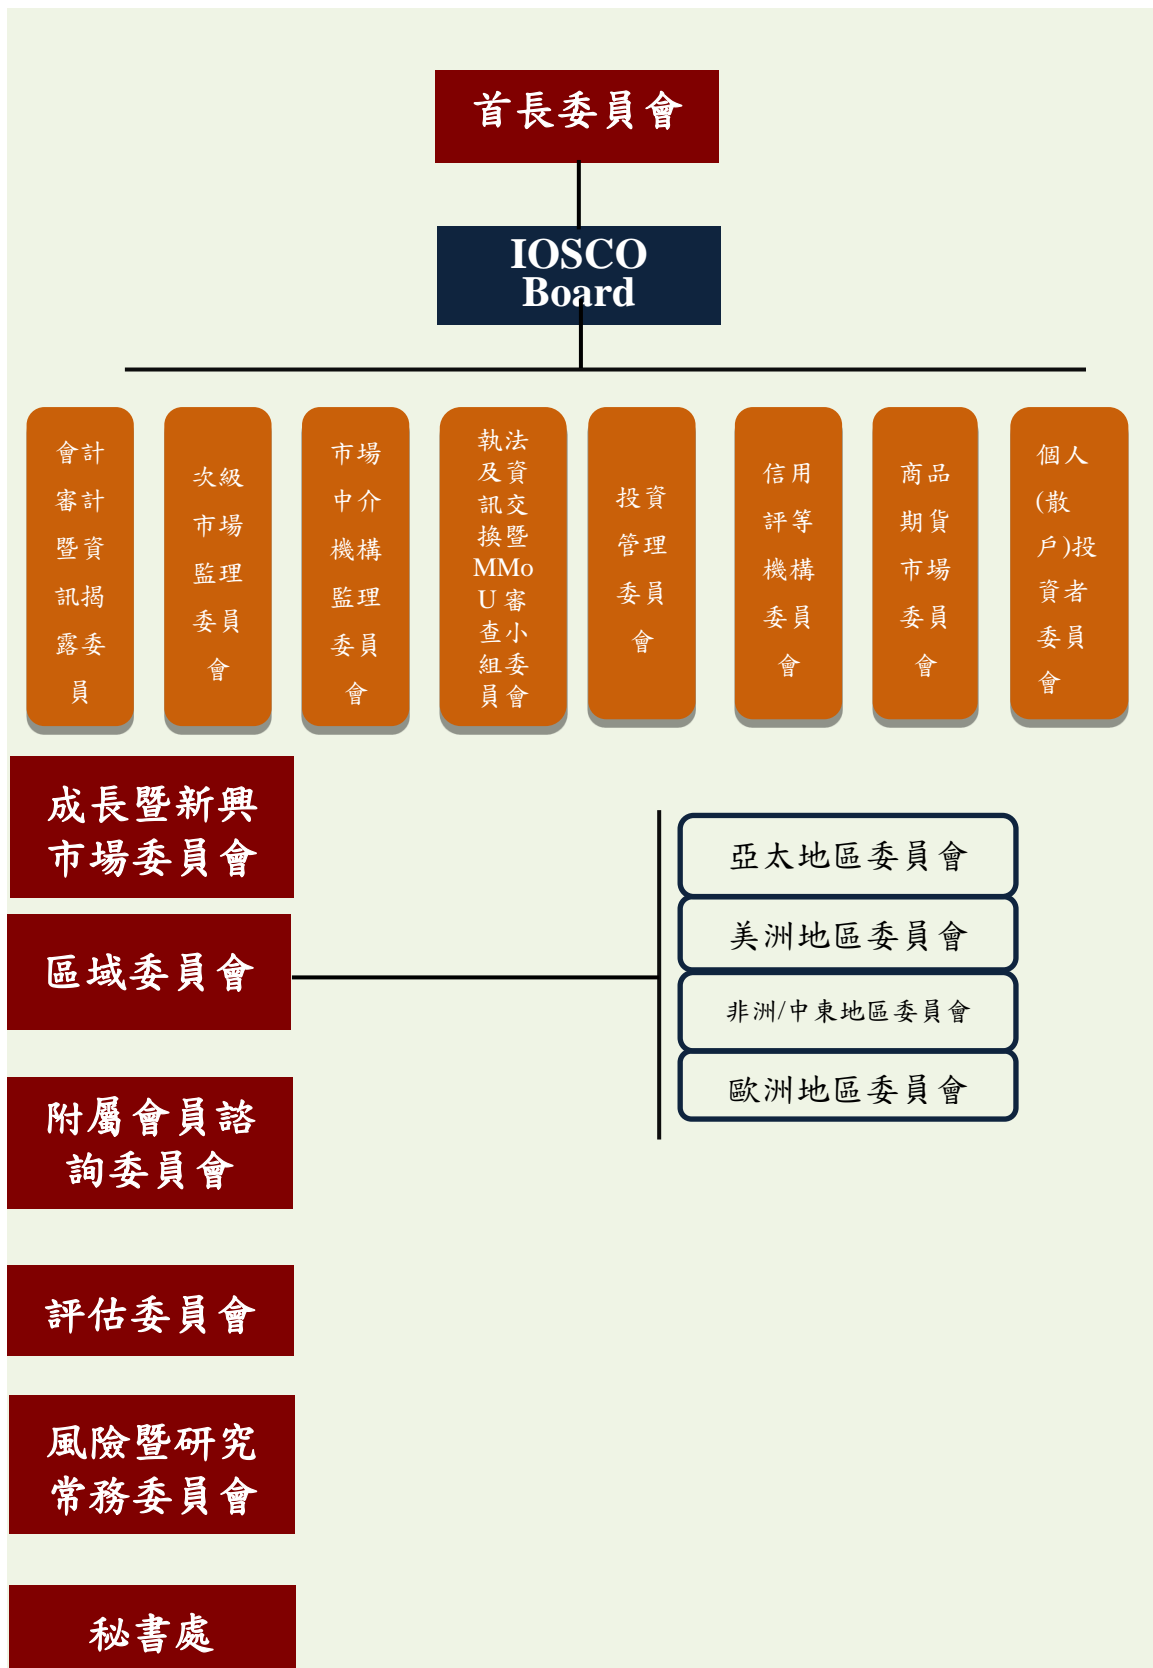 首長委員會
IOSCO
Board
會計
審計
暨資
訊揭
露委
員
次級
市場
監理
委員
會
市場
中介
機構
監理
委員
會
執法
及資
訊交
換暨
MMo
U 審
查小
組委
員會
投資
管理
委員
會
信用
評等
機構
委員
會
商品
期貨
市場
委員
會
個人
(散
戶)投
資者
委員
會
成長暨新興
市場委員會
區域委員會
亞太地區委員會
美洲地區委員會
非洲/中東地區委員會
歐洲地區委員會
附屬會員諮
詢委員會
評估委員會
風險暨研究
常務委員會
秘書處